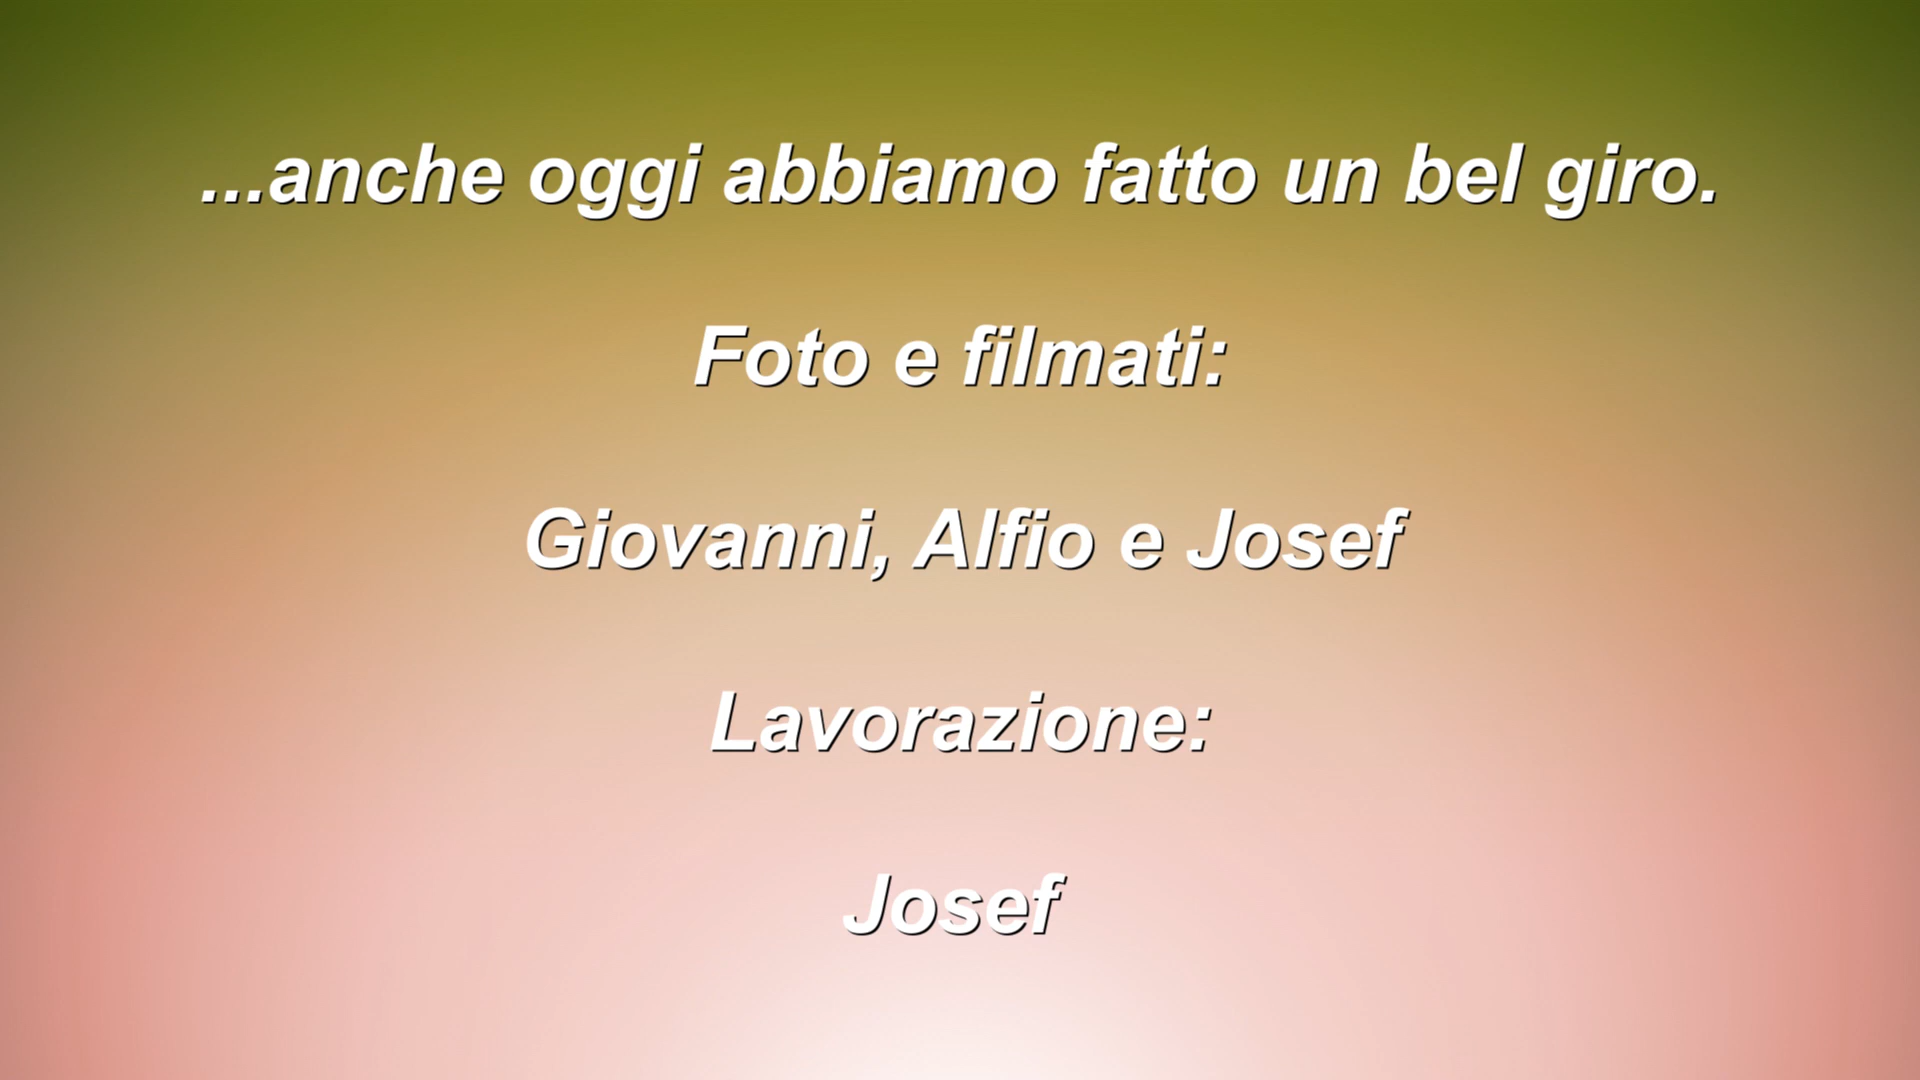 ...anche oggi abbiamo fatto un bel giro.
Foto e filmati:
Giovanni, Alfio e Josef
Lavorazione:
Josef